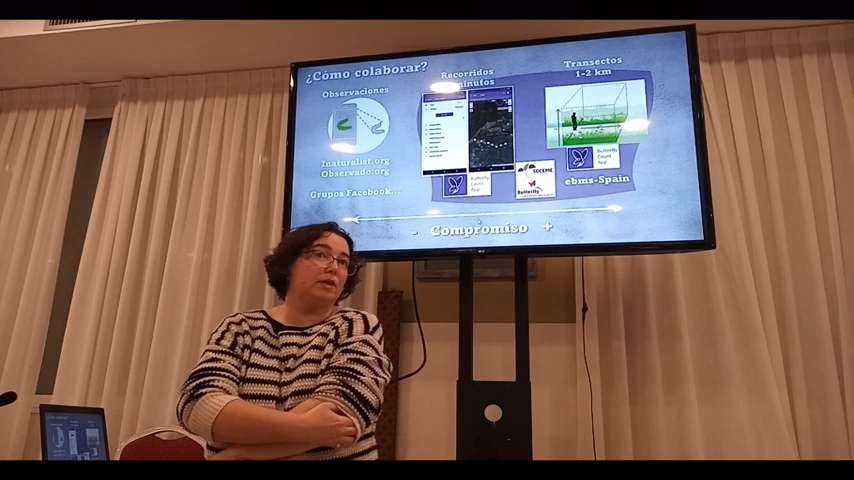 ¿Cómo colaborar?
Observaciones
Inaturalist.org
Observado.org
Grupos Facebook...
Recorridos
minutos
Butterfly
Count
App
SOCEME
Butterfly
Transectos
1-2 km
Butterfly
Count
App
ebms-Spain
- Compromiso +
LG